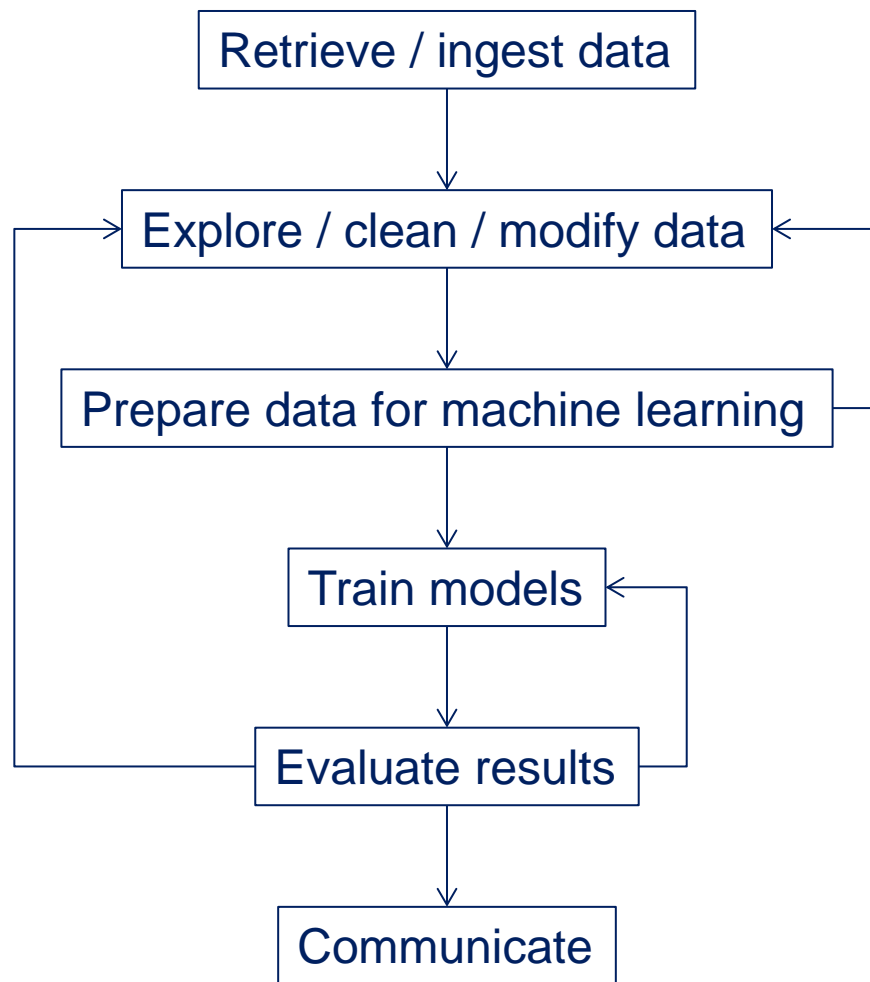 Retrieve / ingest data
Explore / clean / modify data
Prepare data for machine learning
Train models
Evaluate results
Communicate